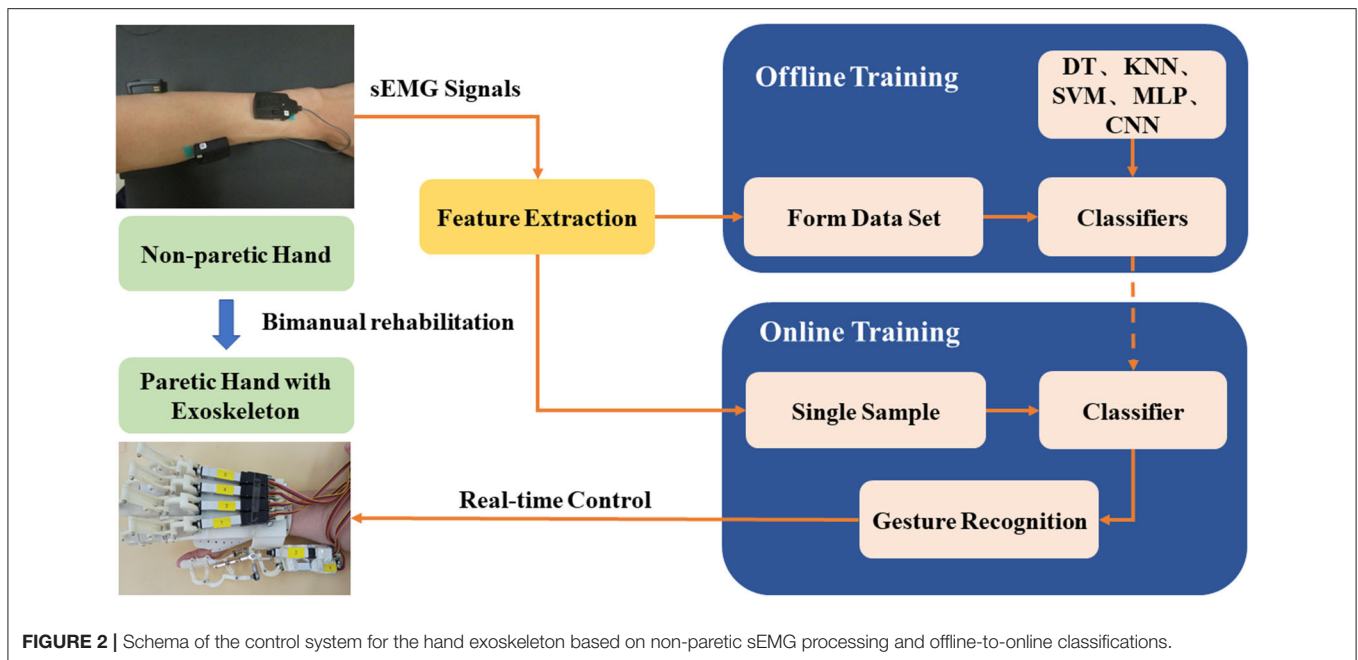 sEMG Signals
Non-paretic Hand
Bimanual rehabilitation
Paretic Hand with
Exoskeleton
Feature Extraction
Offline Training
DT、KNN、
SVM、MLP、
CNN
Form Data Set
Classifiers
Online Training
Single Sample
Classifier
Gesture Recognition
Real-time Control
FIGURE 2 | Schema of the control system for the hand exoskeleton based on non-paretic sEMG processing and offline-to-online classifications.